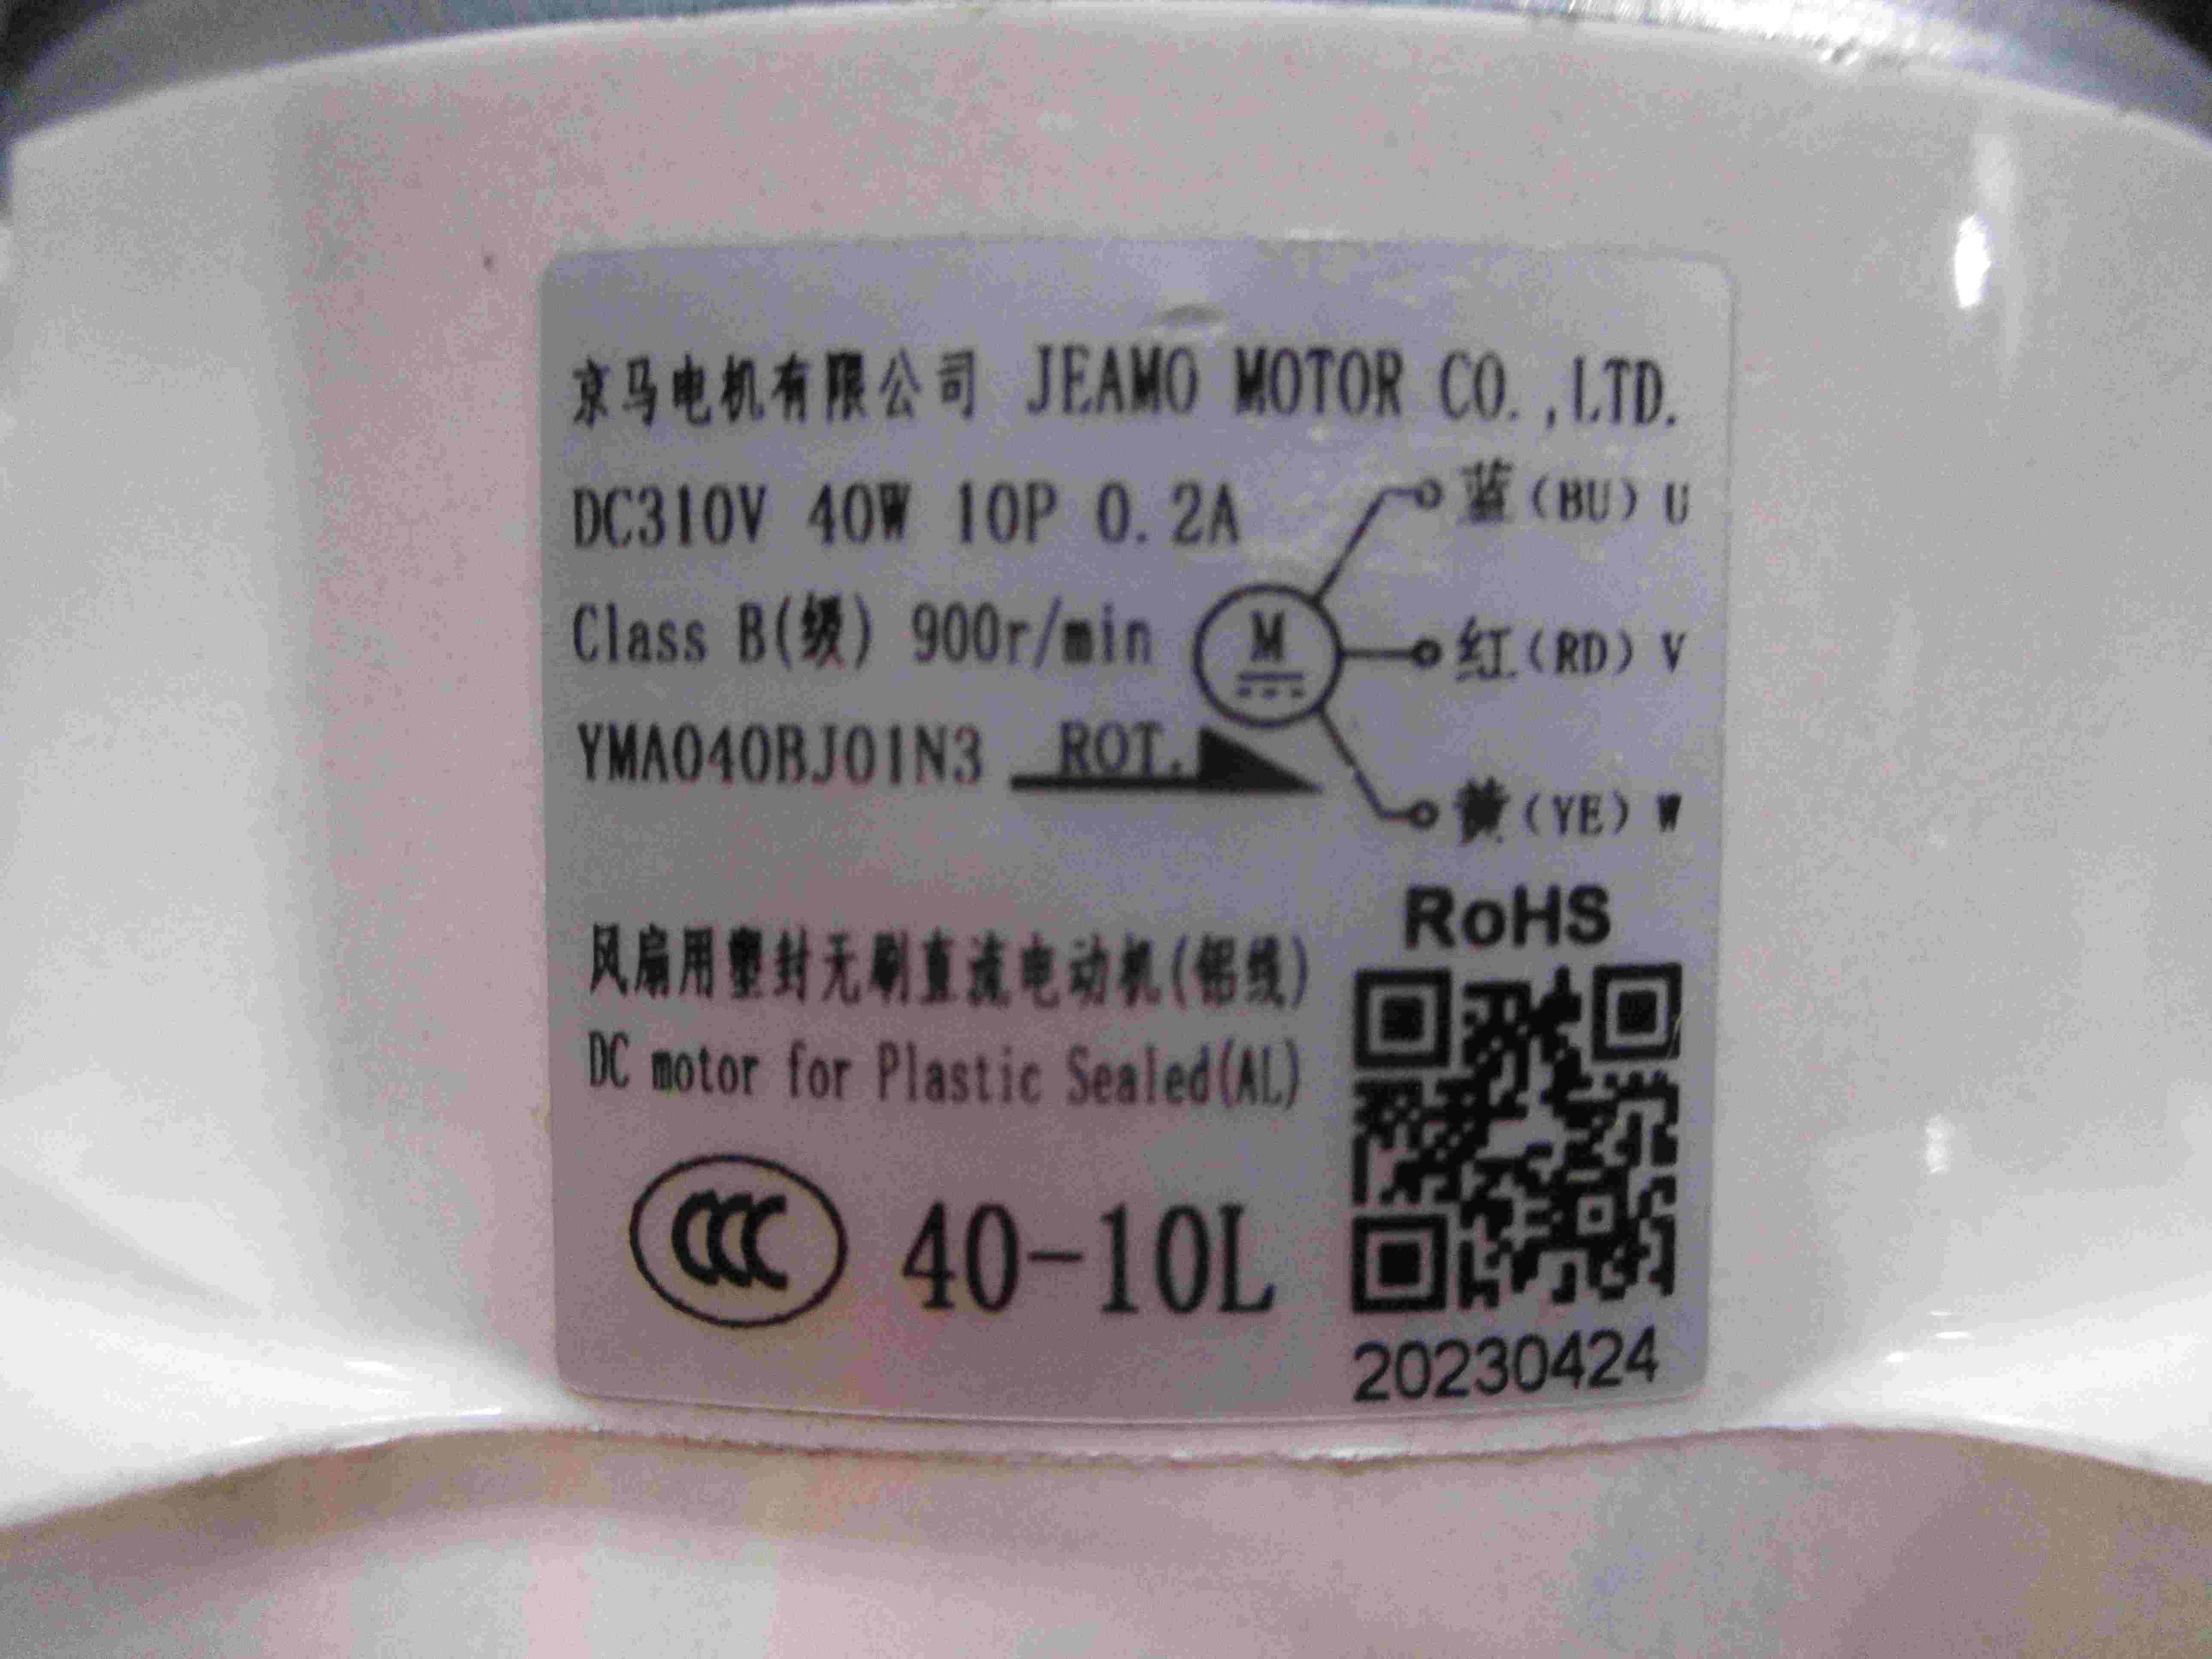 京马电机有限公司 JEAMO MOTOR CO.,LTD.
DC310V 40W 10P 0.2A
蓝(BU) U
Class B(级) 900r/min
M
红(RD) V
YMA040BJ01N3 ROT.
黄(YE) W
RoHS
风扇用塑封无刷直流电动机(铝线)
DC motor for Plastic Sealed(AL)
CCC 40-10L
20230424